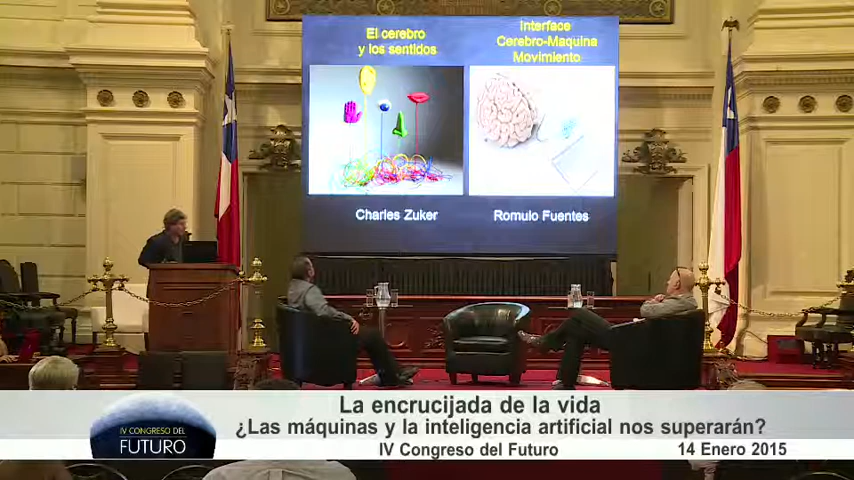 El cerebro
y los sentidos
Interface
Cerebro-Maquina
Movimiento
Charles Zuker
Romulo Fuentes
La encrucijada de la vida
¿Las máquinas y la inteligencia artificial nos superarán?
IV Congreso del Futuro
14 Enero 2015
IV CONGRESO DEL
FUTURO